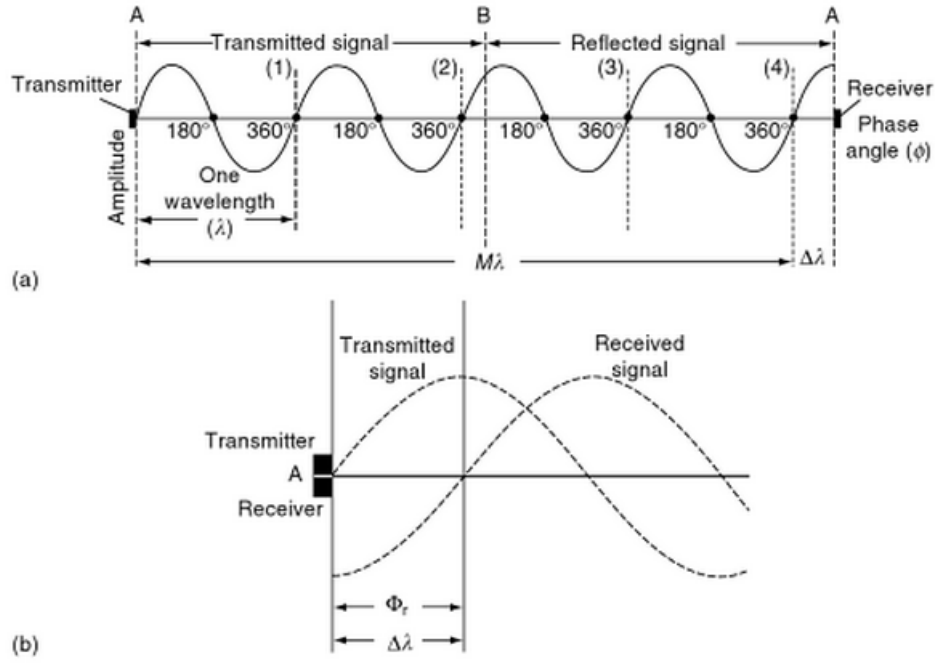 A B A
Transmitted signal Reflected signal
(1) (2) (3) (4)
Transmitter Receiver
180° 360° 180° 360° 180° 360° 180° 360° Phase
angle (ϕ)
Amplitude
One
wavelength
(λ)
Mλ Δλ
(a)
Transmitted
signal
Received
signal
Transmitter
A
Receiver
Φr
Δλ
(b)